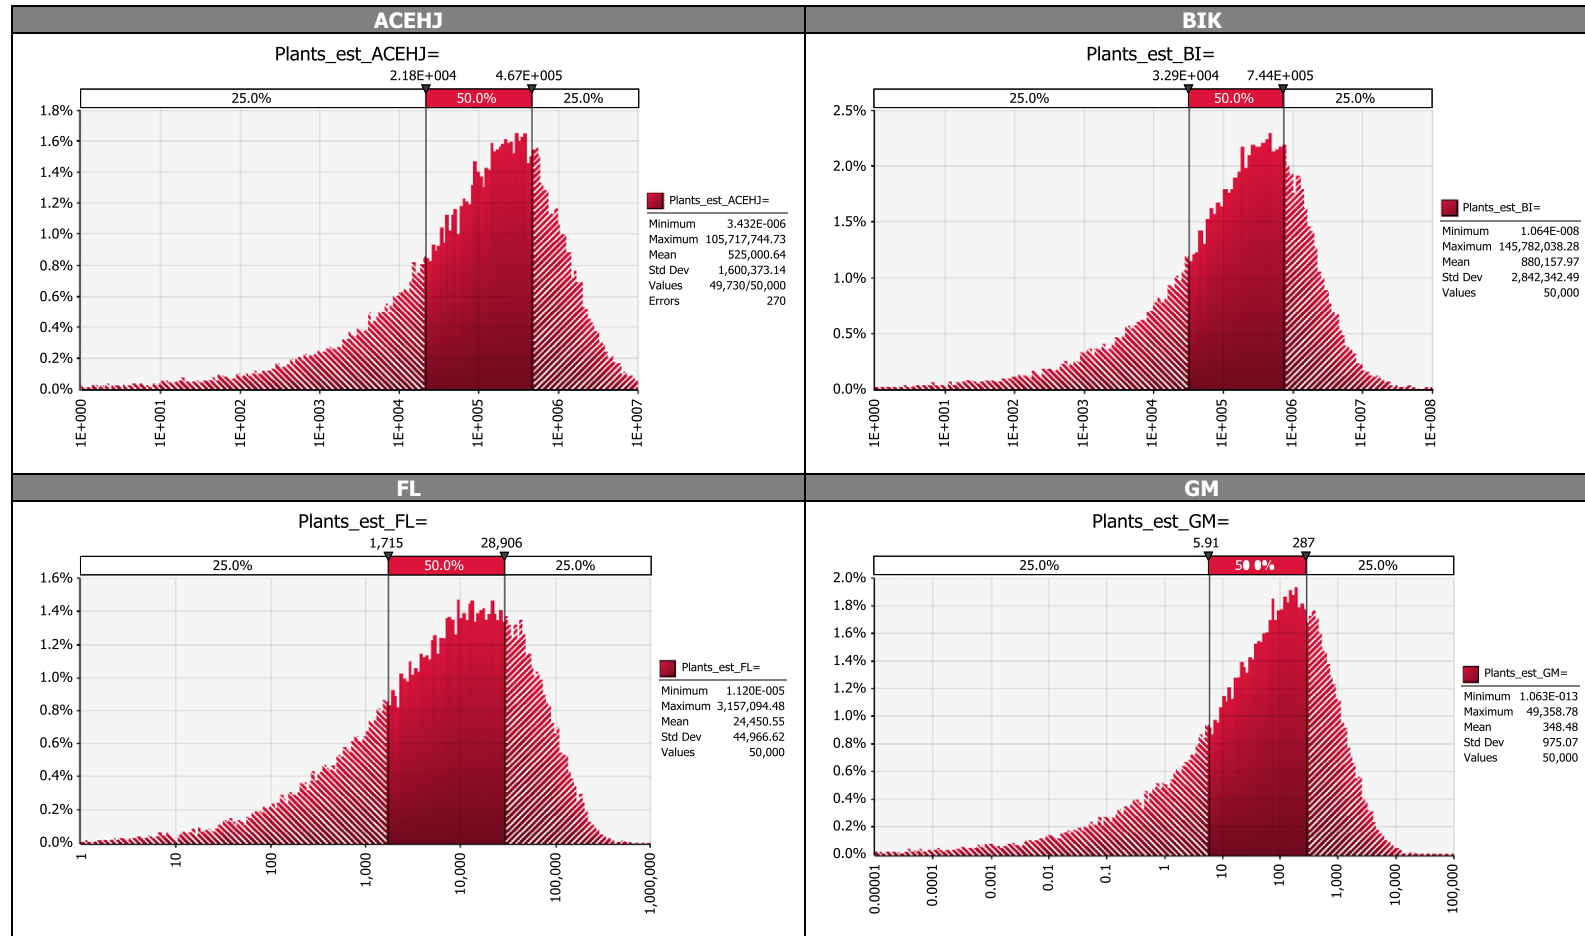 ACEHJ
Plants_est_ACEHJ=
2.18E+004 4.67E+005
25.0% 50.0% 25.0%
1.8%
1.6%
1.4%
1.2%
1.0%
0.8%
0.6%
0.4%
0.2%
0.0%
1E+000 1E+001 1E+002 1E+003 1E+004 1E+005 1E+006 1E+007
Plants_est_ACEHJ=
Minimum 3.432E-006
Maximum 105,717,744.73
Mean 525,000.64
Std Dev 1,600,373.14
Values 49,730/50,000
Errors 270
BIK
Plants_est_BI=
3.29E+004 7.44E+005
25.0% 50.0% 25.0%
2.5%
2.0%
1.5%
1.0%
0.5%
0.0%
1E+000 1E+001 1E+002 1E+003 1E+004 1E+005 1E+006 1E+007 1E+008
Plants_est_BI=
Minimum 1.064E-008
Maximum 145,782,038.28
Mean 880,157.97
Std Dev 2,842,342.49
Values 50,000
FL
Plants_est_FL=
1,715 28,906
25.0% 50.0% 25.0%
1.6%
1.4%
1.2%
1.0%
0.8%
0.6%
0.4%
0.2%
0.0%
1 10 100 1,000 10,000 100,000 1,000,000
Plants_est_FL=
Minimum 1.120E-005
Maximum 3,157,094.48
Mean 24,450.55
Std Dev 44,966.62
Values 50,000
GM
Plants_est_GM=
5.91 287
25.0% 50.0% 25.0%
2.0%
1.8%
1.6%
1.4%
1.2%
1.0%
0.8%
0.6%
0.4%
0.2%
0.0%
0.00001 0.0001 0.001 0.01 0.1 1 10 100 1,000 10,000 100,000
Plants_est_GM=
Minimum 1.063E-013
Maximum 49,358.78
Mean 348.48
Std Dev 975.07
Values 50,000